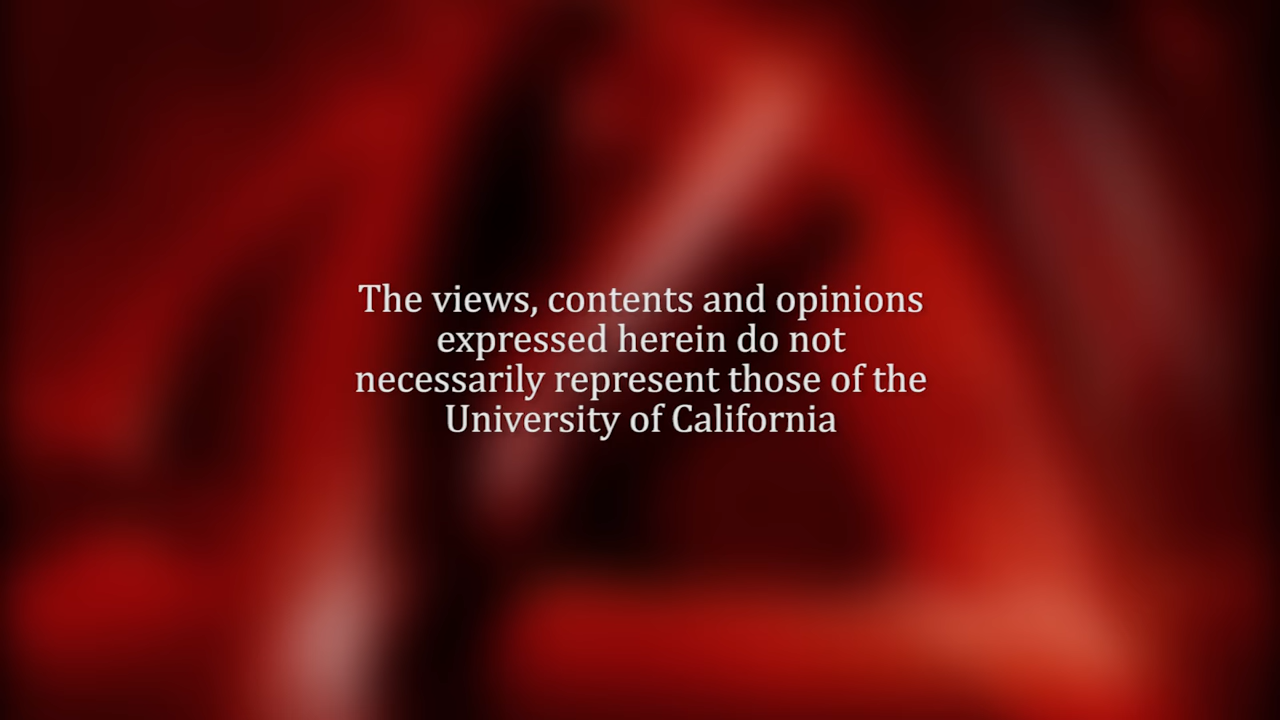 The views, contents and opinions
expressed herein do not
necessarily represent those of the
University of California